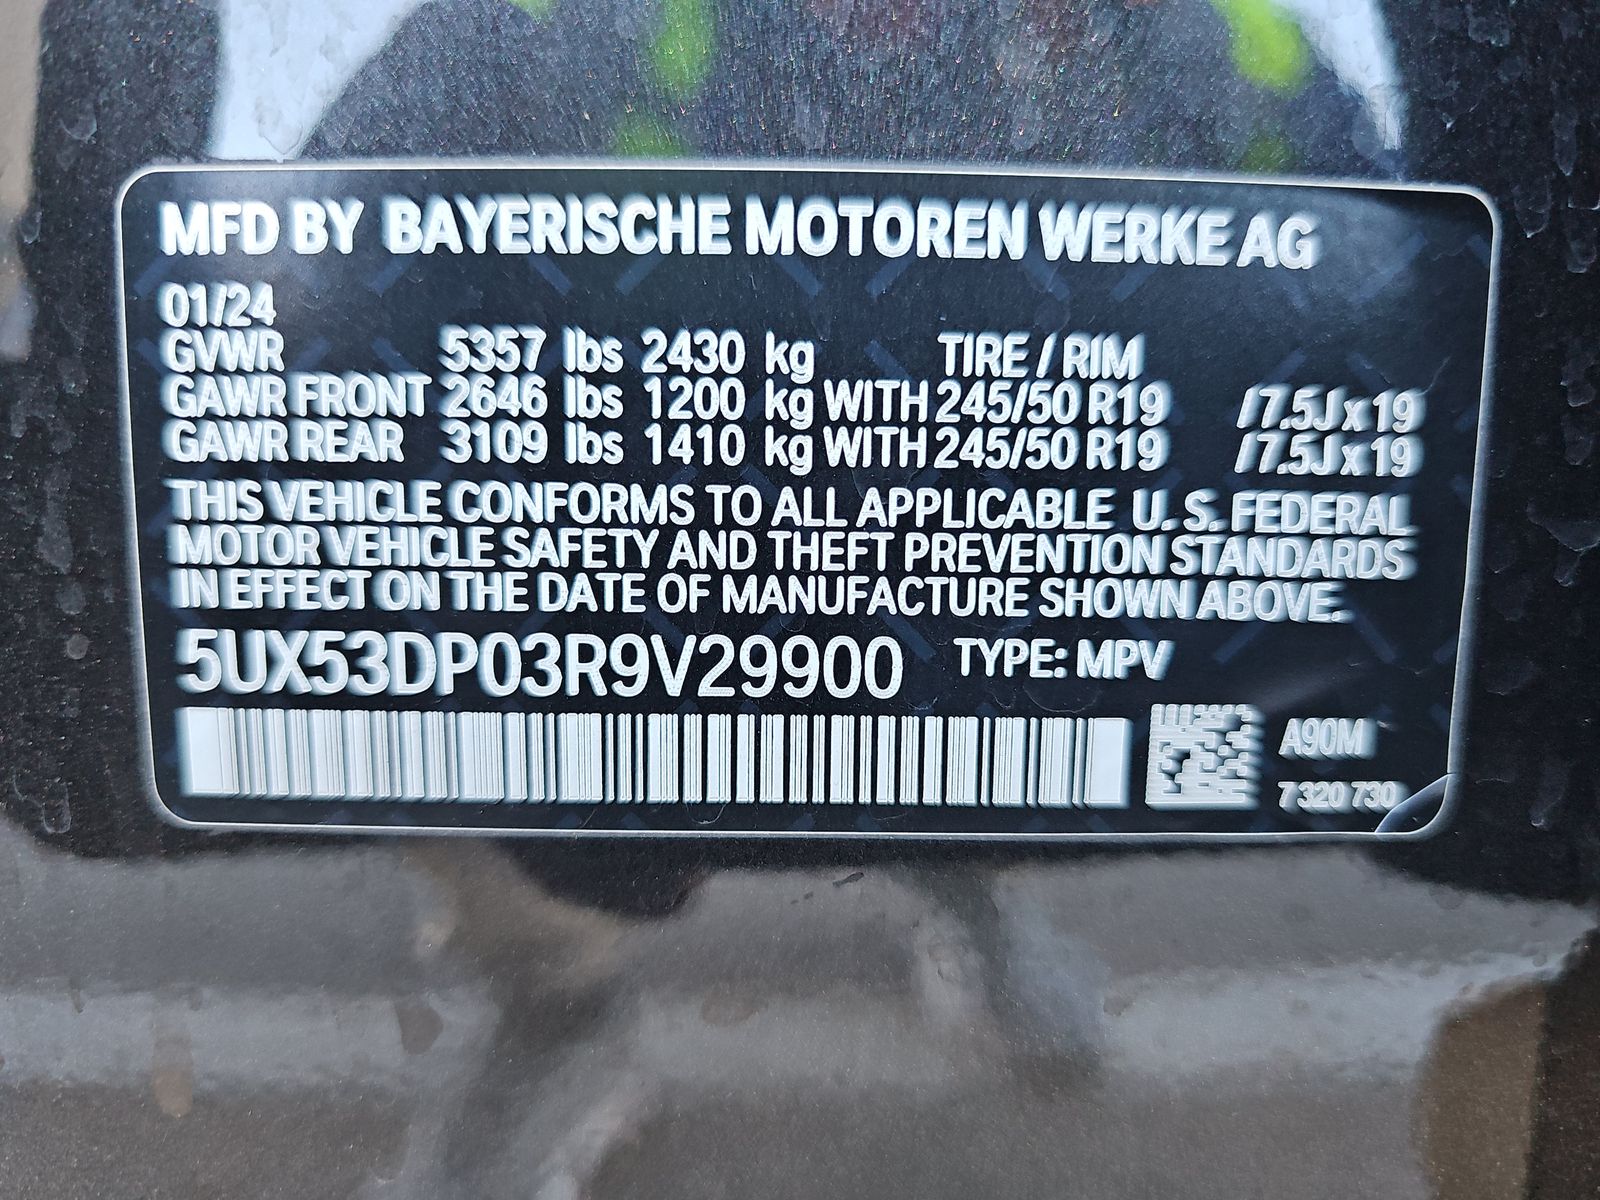 MFD BY BAYERISCHE MOTOREN WERKE AG
01/24
GVWR 5357 lbs 2430 kg TIRE / RIM
GAWR FRONT 2646 lbs 1200 kg WITH 245/50 R19 /7.5J x 19
GAWR REAR 3109 lbs 1410 kg WITH 245/50 R19 /7.5J x 19
THIS VEHICLE CONFORMS TO ALL APPLICABLE U. S. FEDERAL
MOTOR VEHICLE SAFETY AND THEFT PREVENTION STANDARDS
IN EFFECT ON THE DATE OF MANUFACTURE SHOWN ABOVE.
5UX53DP03R9V29900 TYPE: MPV
A90M
7 320 730